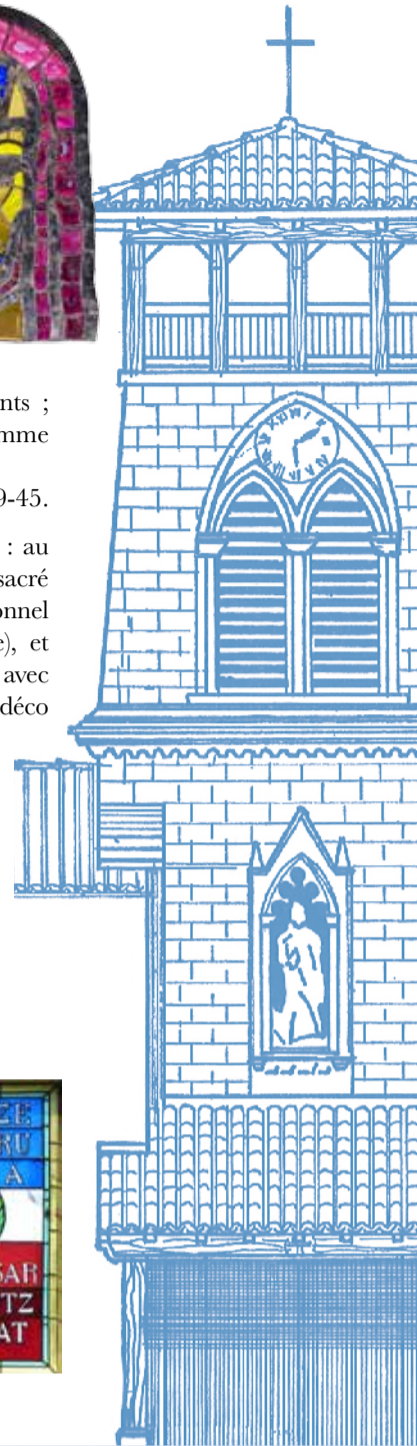 nts ;
mme
9-45.
: au
sacré
onnel
e), et
avec
déco
ZE
RU
A
SAR
TZ
AT